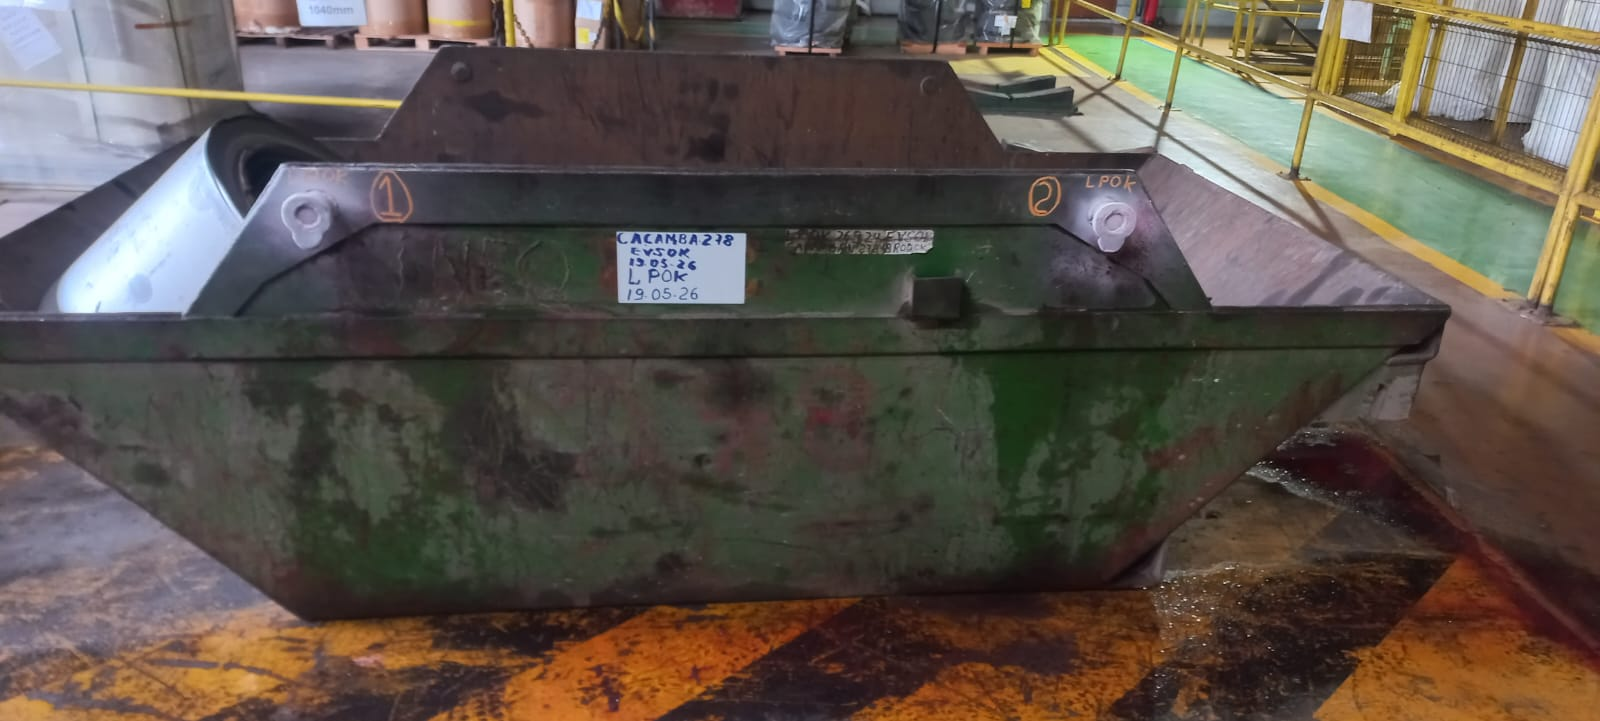 1040mm
1
2
LPOK
CACAMBA 278
EVSOK
19.05-26
L POK
19-05-26